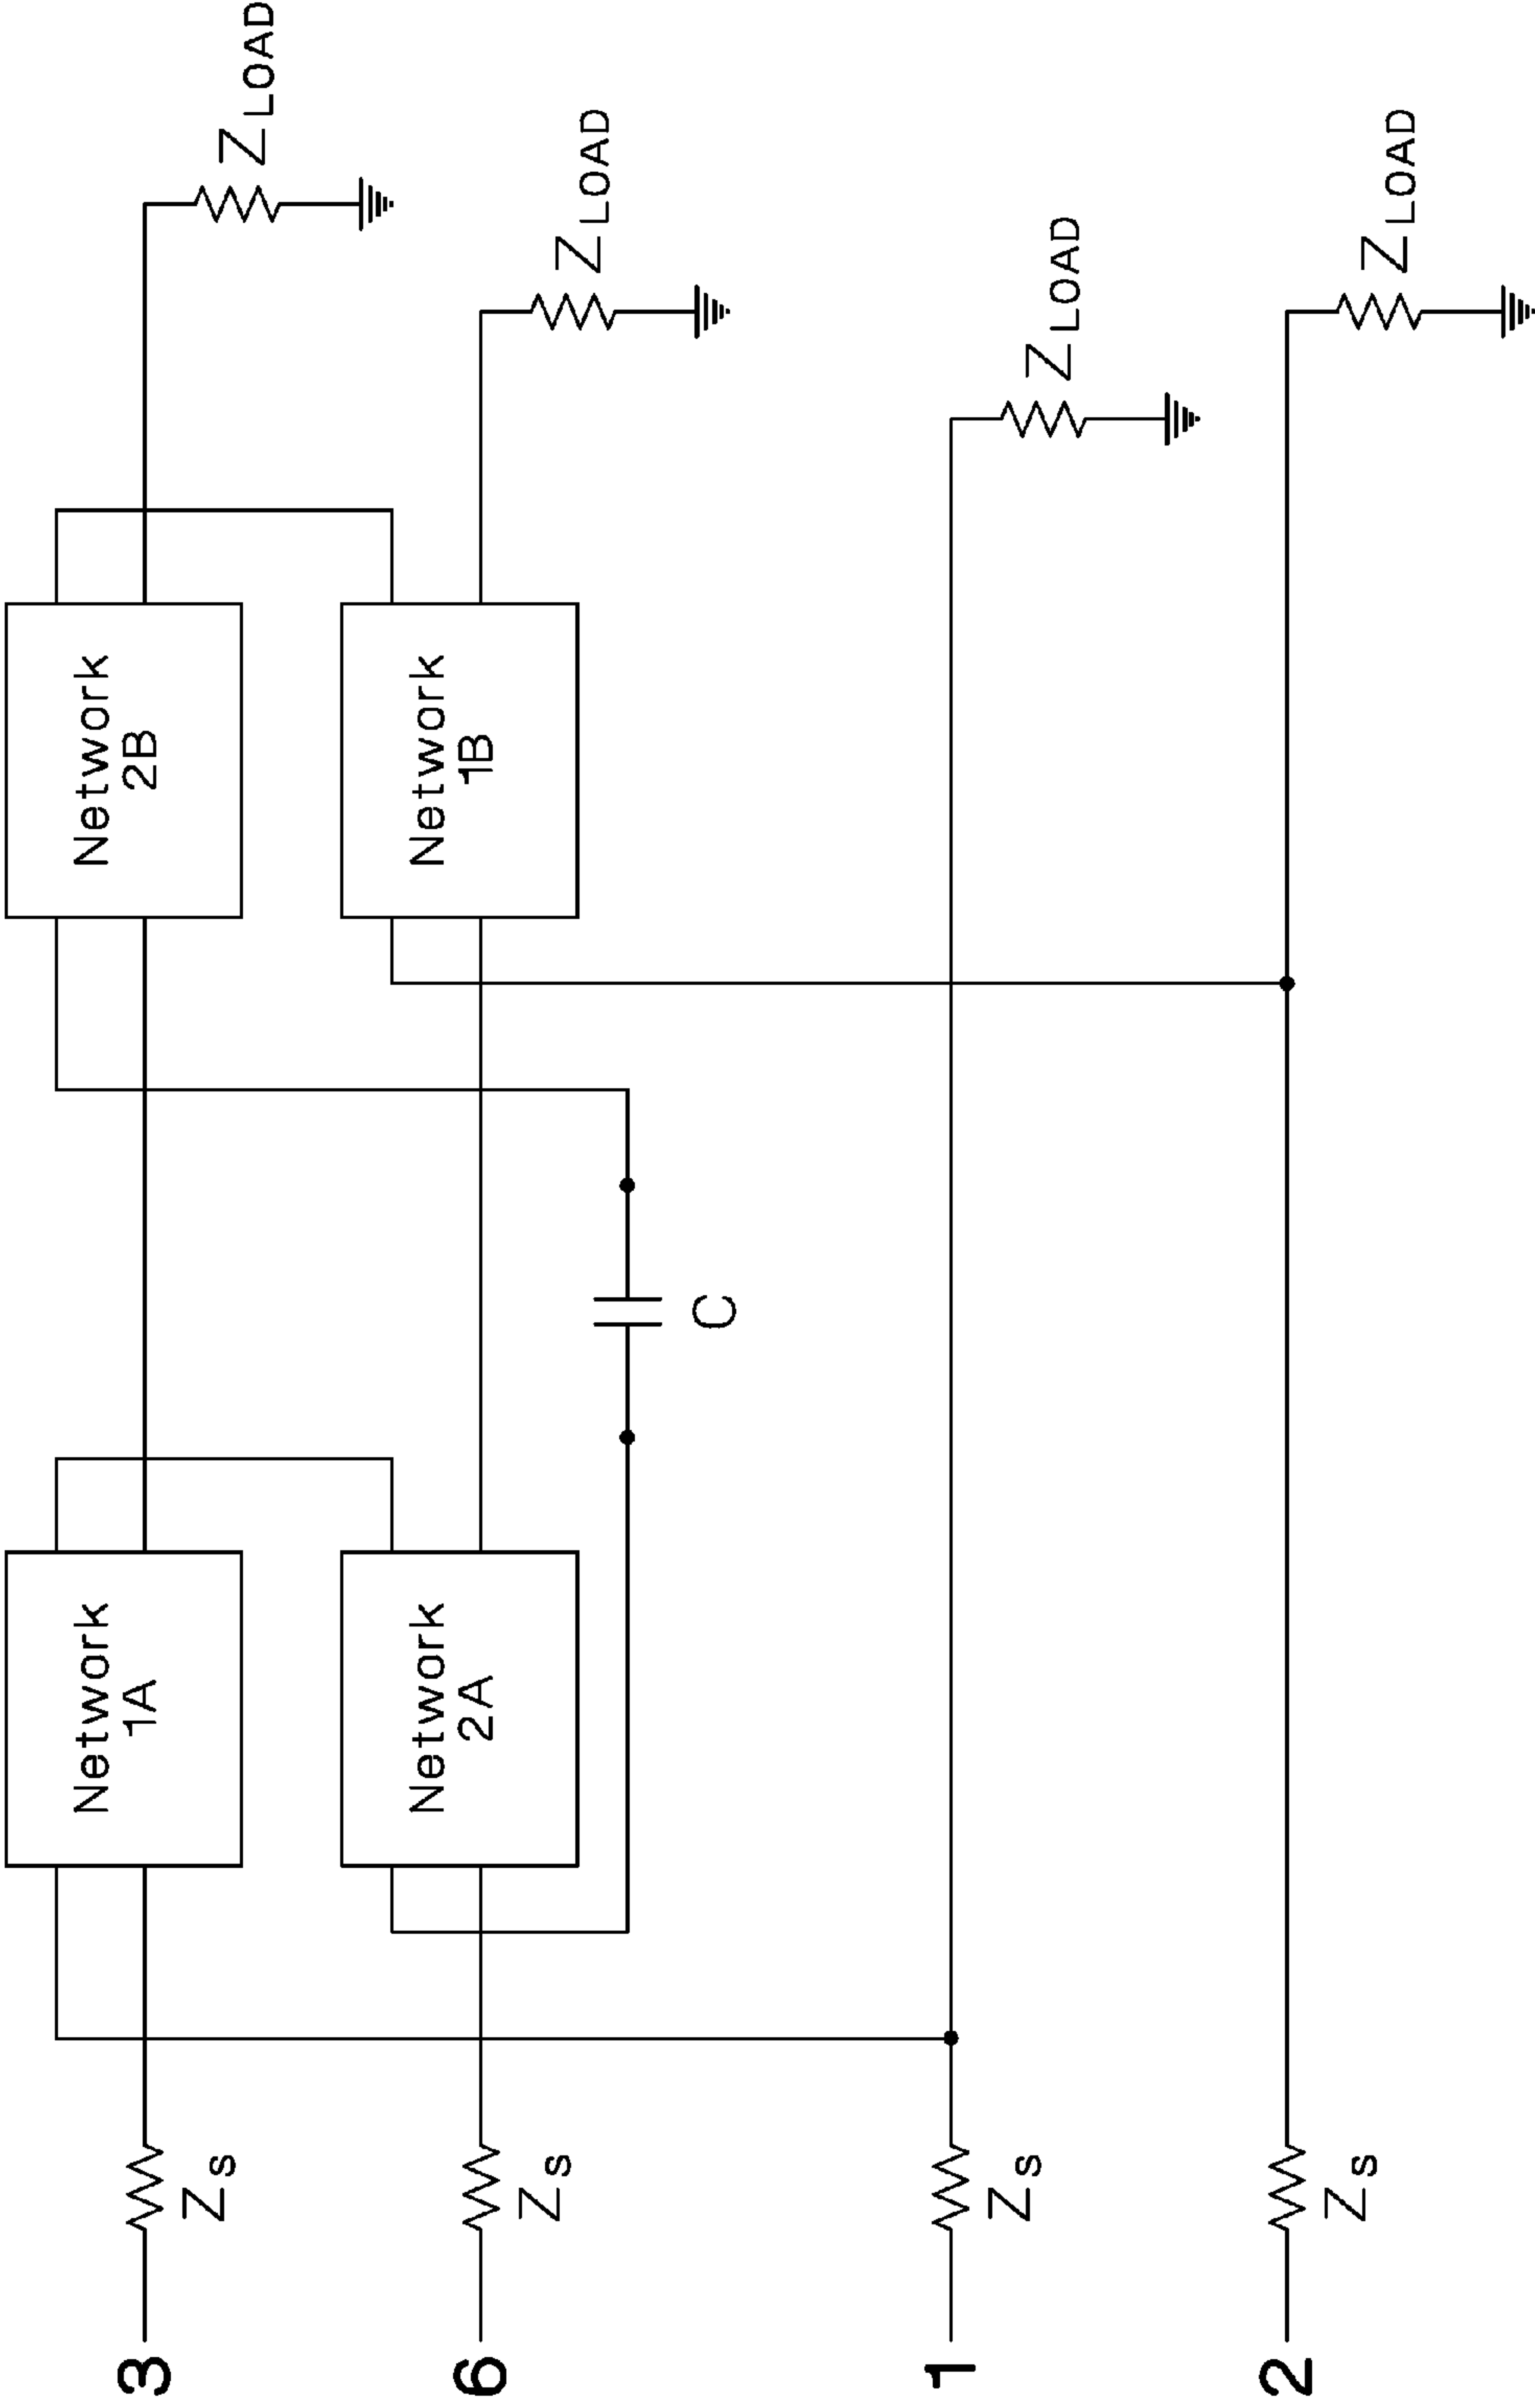 3
Z_S
Network
1A
Network
2B
Z_LOAD
6
Z_S
Network
2A
Network
1B
Z_LOAD
C
1
Z_S
Z_LOAD
2
Z_S
Z_LOAD